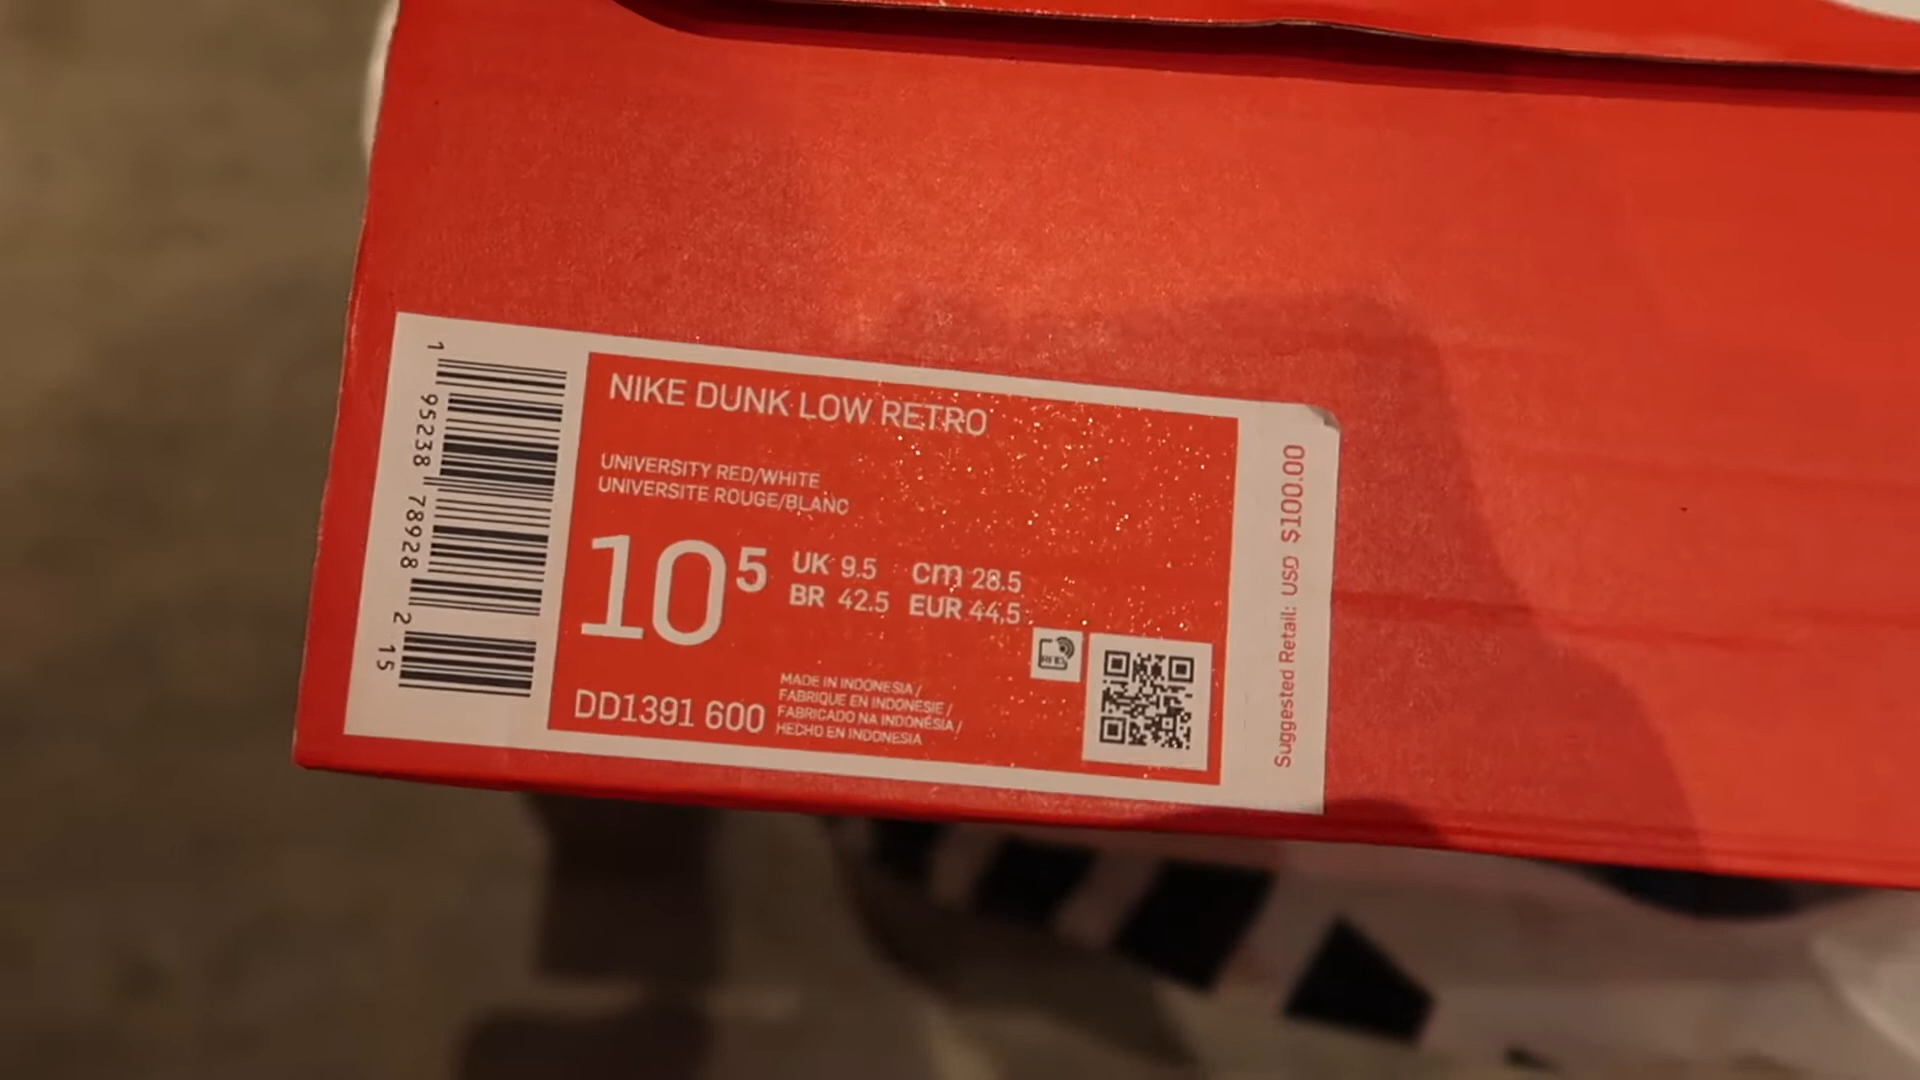 NIKE DUNK LOW RETRO
UNIVERSITY RED/WHITE
UNIVERSITE ROUGE/BLANC
10 5
UK 9.5 cm 28.5
BR 42.5 EUR 44,5
DD1391 600
MADE IN INDONESIA /
FABRIQUE EN INDONESIE /
FABRICADO NA INDONÉSIA /
HECHO EN INDONESIA
1 95238 78928 2 15
Suggested Retail: USD $100.00